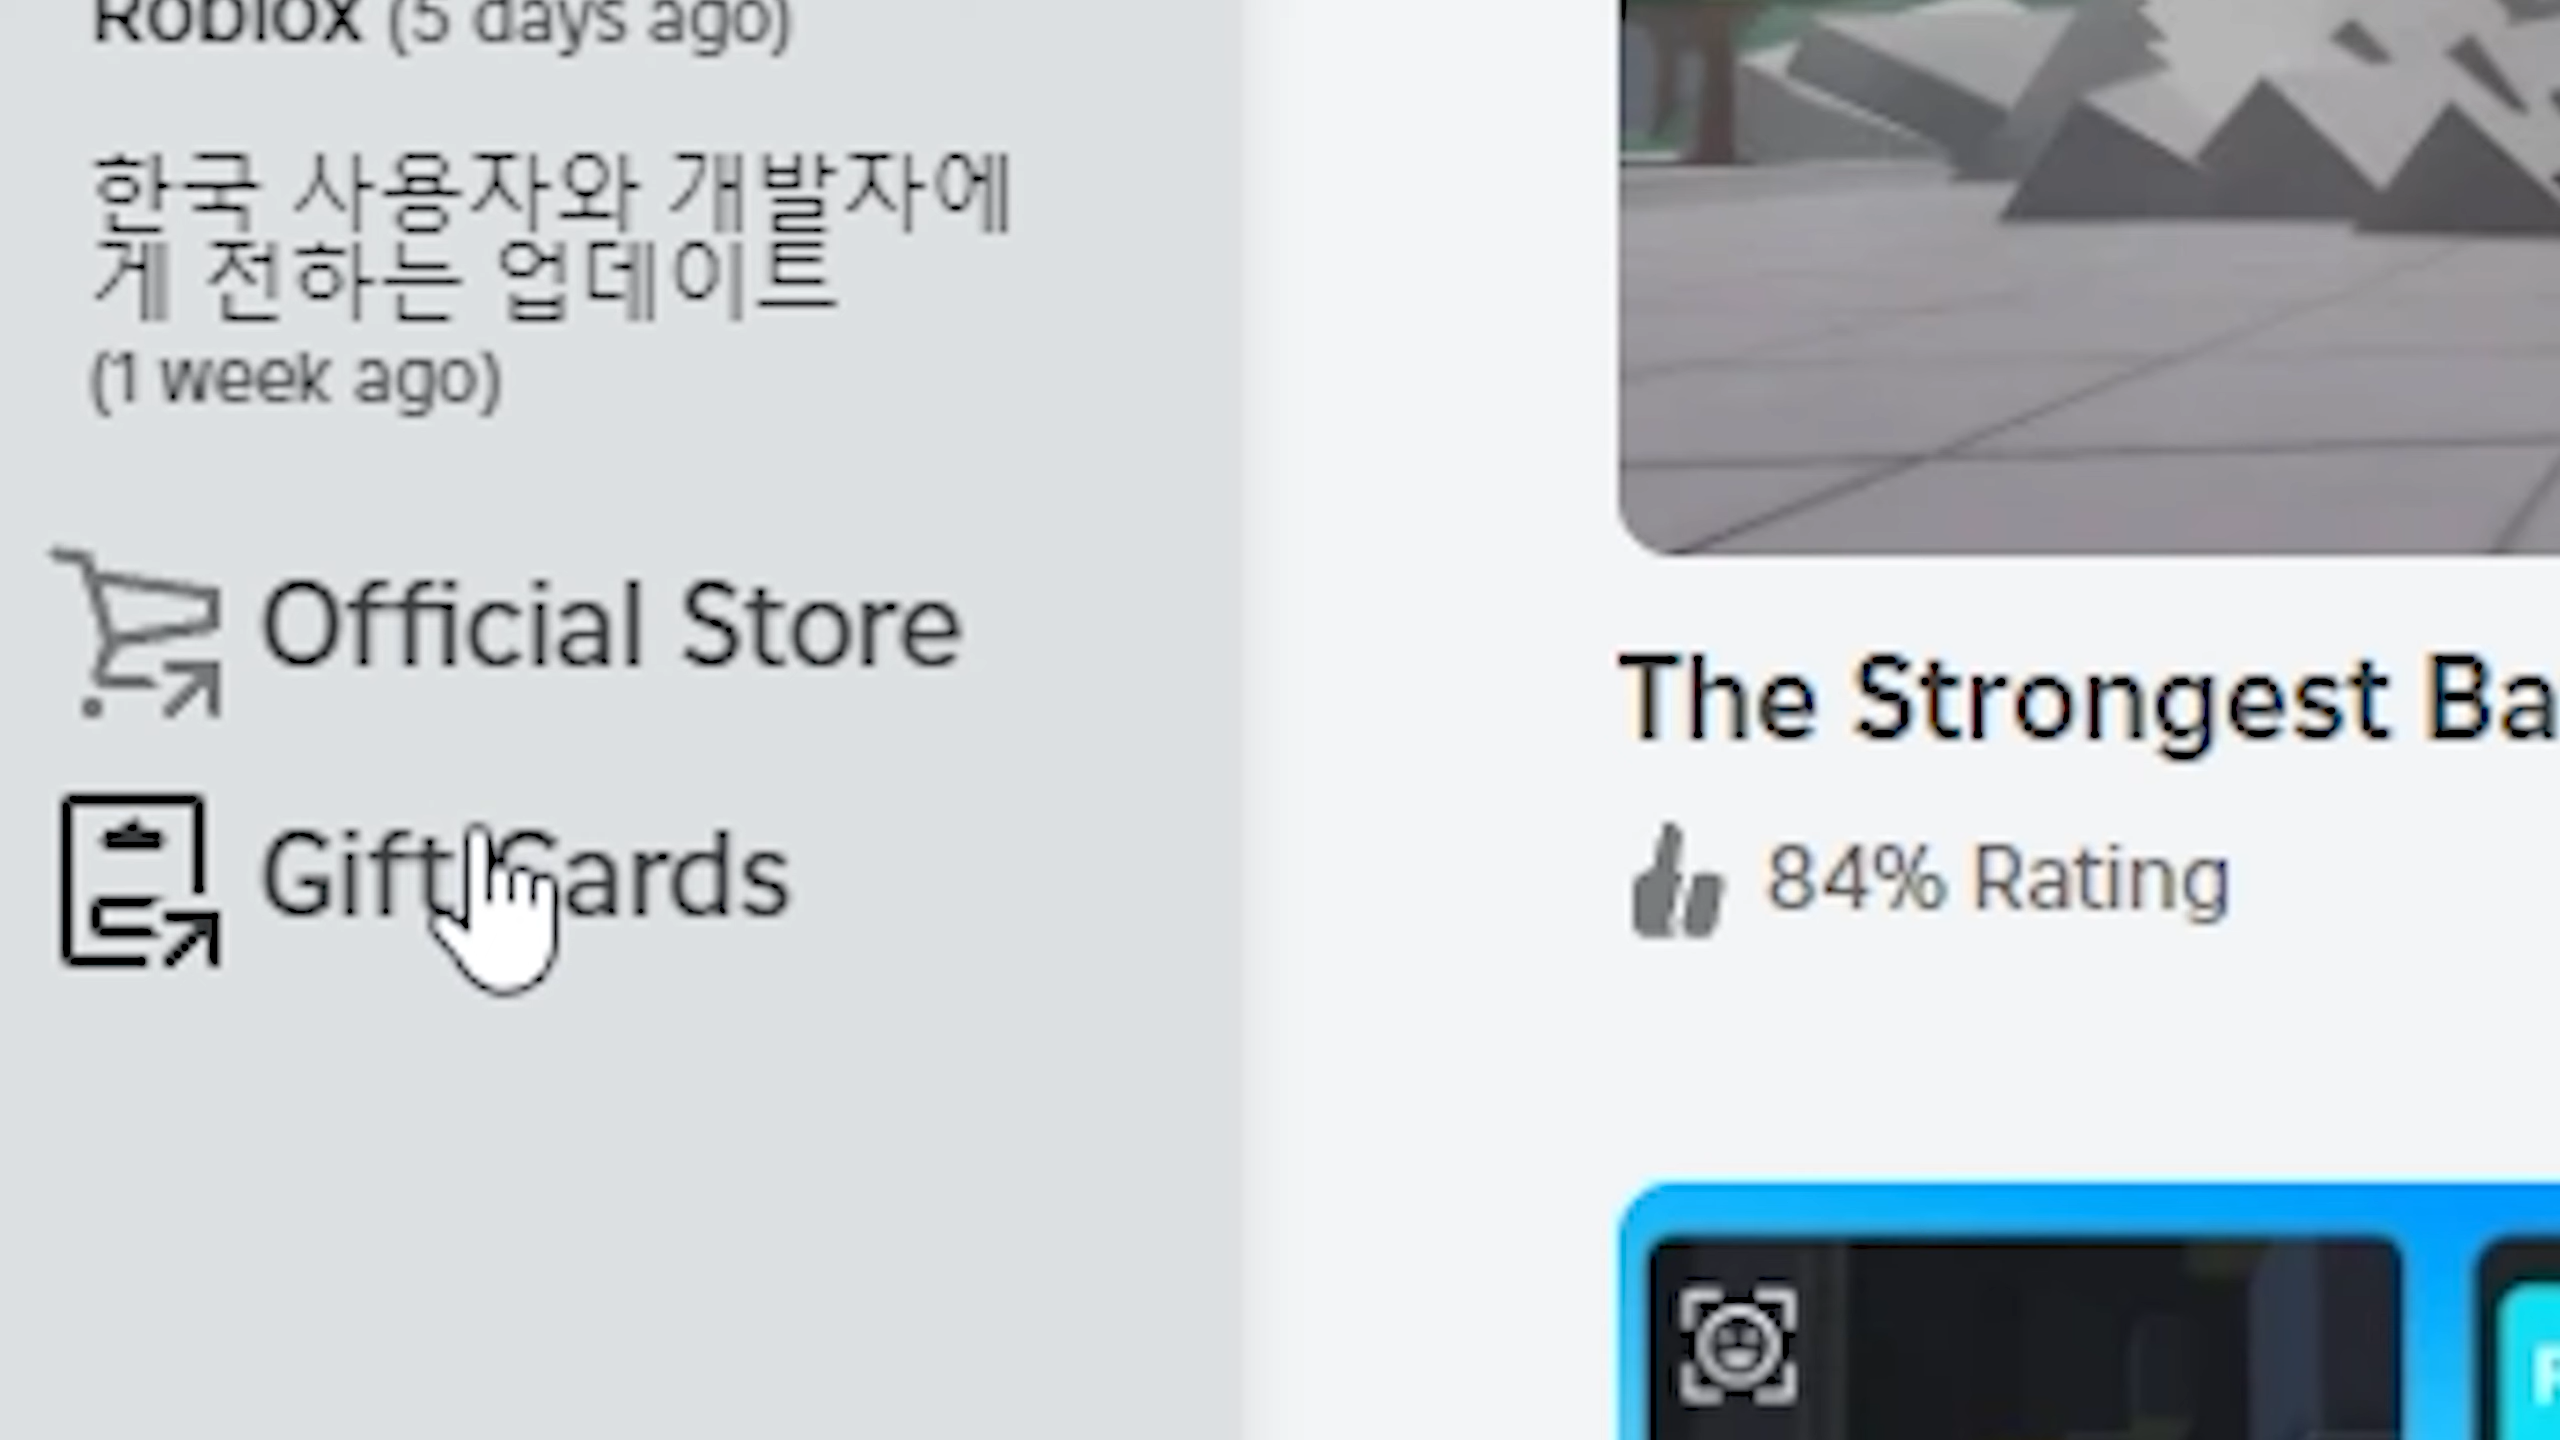 Roblox (5 days ago)
한국 사용자와 개발자에
게 전하는 업데이트
(1 week ago)
Official Store
Gift Cards
The Strongest Ba
84% Rating